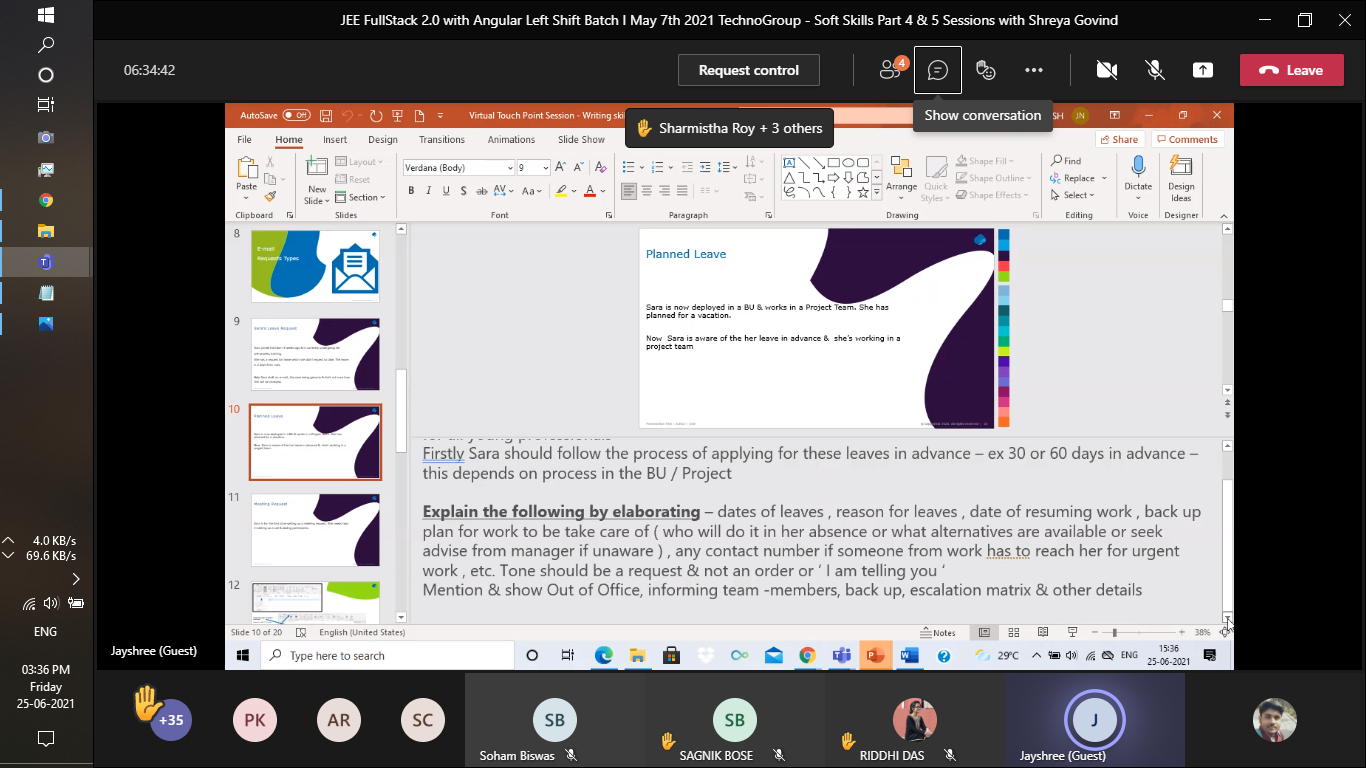 JEE FullStack 2.0 with Angular Left Shift Batch I May 7th 2021 TechnoGroup - Soft Skills Part 4 & 5 Sessions with Shreya Govind
06:34:42
Request control
4
Leave
Show conversation
AutoSave Off
Virtual Touch Point Session - Writing
Sharmistha Roy + 3 others
SH JN
File Home Insert Design Transitions Animations Slide Show
Share Comments
Paste
Clipboard
New
Slide
Layout
Reset
Section
Slides
Verdana (Body) 9
Font
Paragraph
Arrange
Quick
Styles
Shape Fill
Shape Outline
Shape Effects
Drawing
Find
Replace
Select
Editing
Dictate
Voice
Design
Ideas
Designer
8
E-mail
Requests Types
9
Sara's Leave Request
10
Planned Leave
11
Meeting Request
12
Planned Leave
Sara is now deployed in a BU & works in a Project Team. She has
planned for a vacation.
Now Sara is aware of the her leave in advance & she's working in a
project team
for all young professionals
Firstly Sara should follow the process of applying for these leaves in advance – ex 30 or 60 days in advance –
this depends on process in the BU / Project
Explain the following by elaborating – dates of leaves , reason for leaves , date of resuming work , back up
plan for work to be take care of ( who will do it in her absence or what alternatives are available or seek
advise from manager if unaware ) , any contact number if someone from work has to reach her for urgent
work , etc. Tone should be a request & not an order or ‘ I am telling you ‘
Mention & show Out of Office, informing team -members, back up, escalation matrix & other details
Slide 10 of 20 English (United States)
Notes
38%
Type here to search
29°C
ENG
15:36
25-06-2021
Jayshree (Guest)
4.0 KB/s
69.6 KB/s
ENG
03:36 PM
Friday
25-06-2021
+35
PK
AR
SC
SB
Soham Biswas
SB
SAGNIK BOSE
RIDDHI DAS
J
Jayshree (Guest)